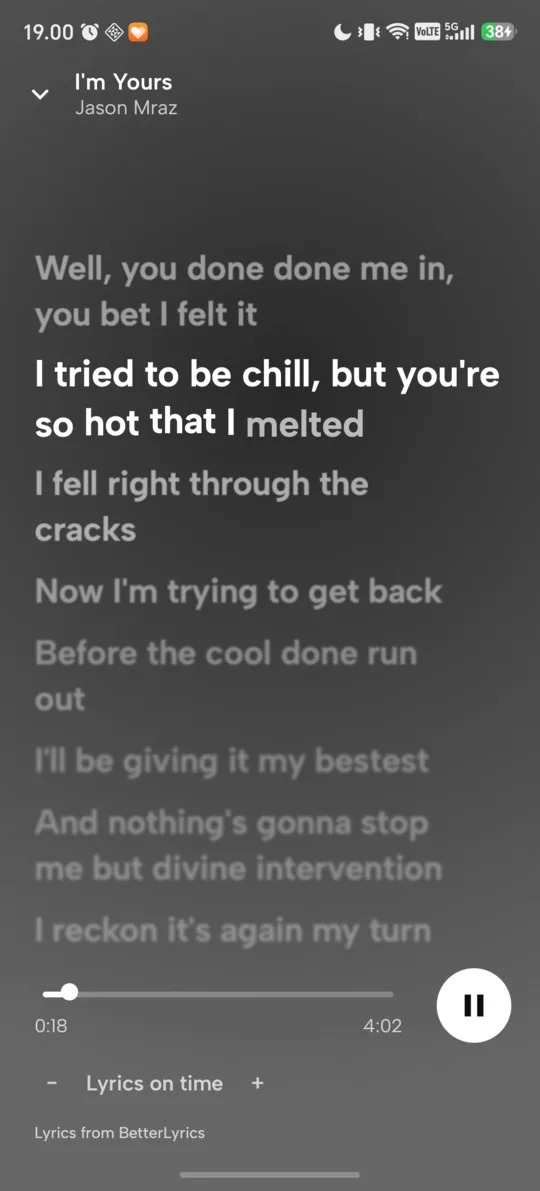 19.00 VoLTE 5G 38
I'm Yours
Jason Mraz
Well, you done done me in,
you bet I felt it
I tried to be chill, but you're
so hot that I melted
I fell right through the
cracks
Now I'm trying to get back
Before the cool done run
out
I'll be giving it my bestest
And nothing's gonna stop
me but divine intervention
I reckon it's again my turn
0:18 4:02
- Lyrics on time +
Lyrics from BetterLyrics